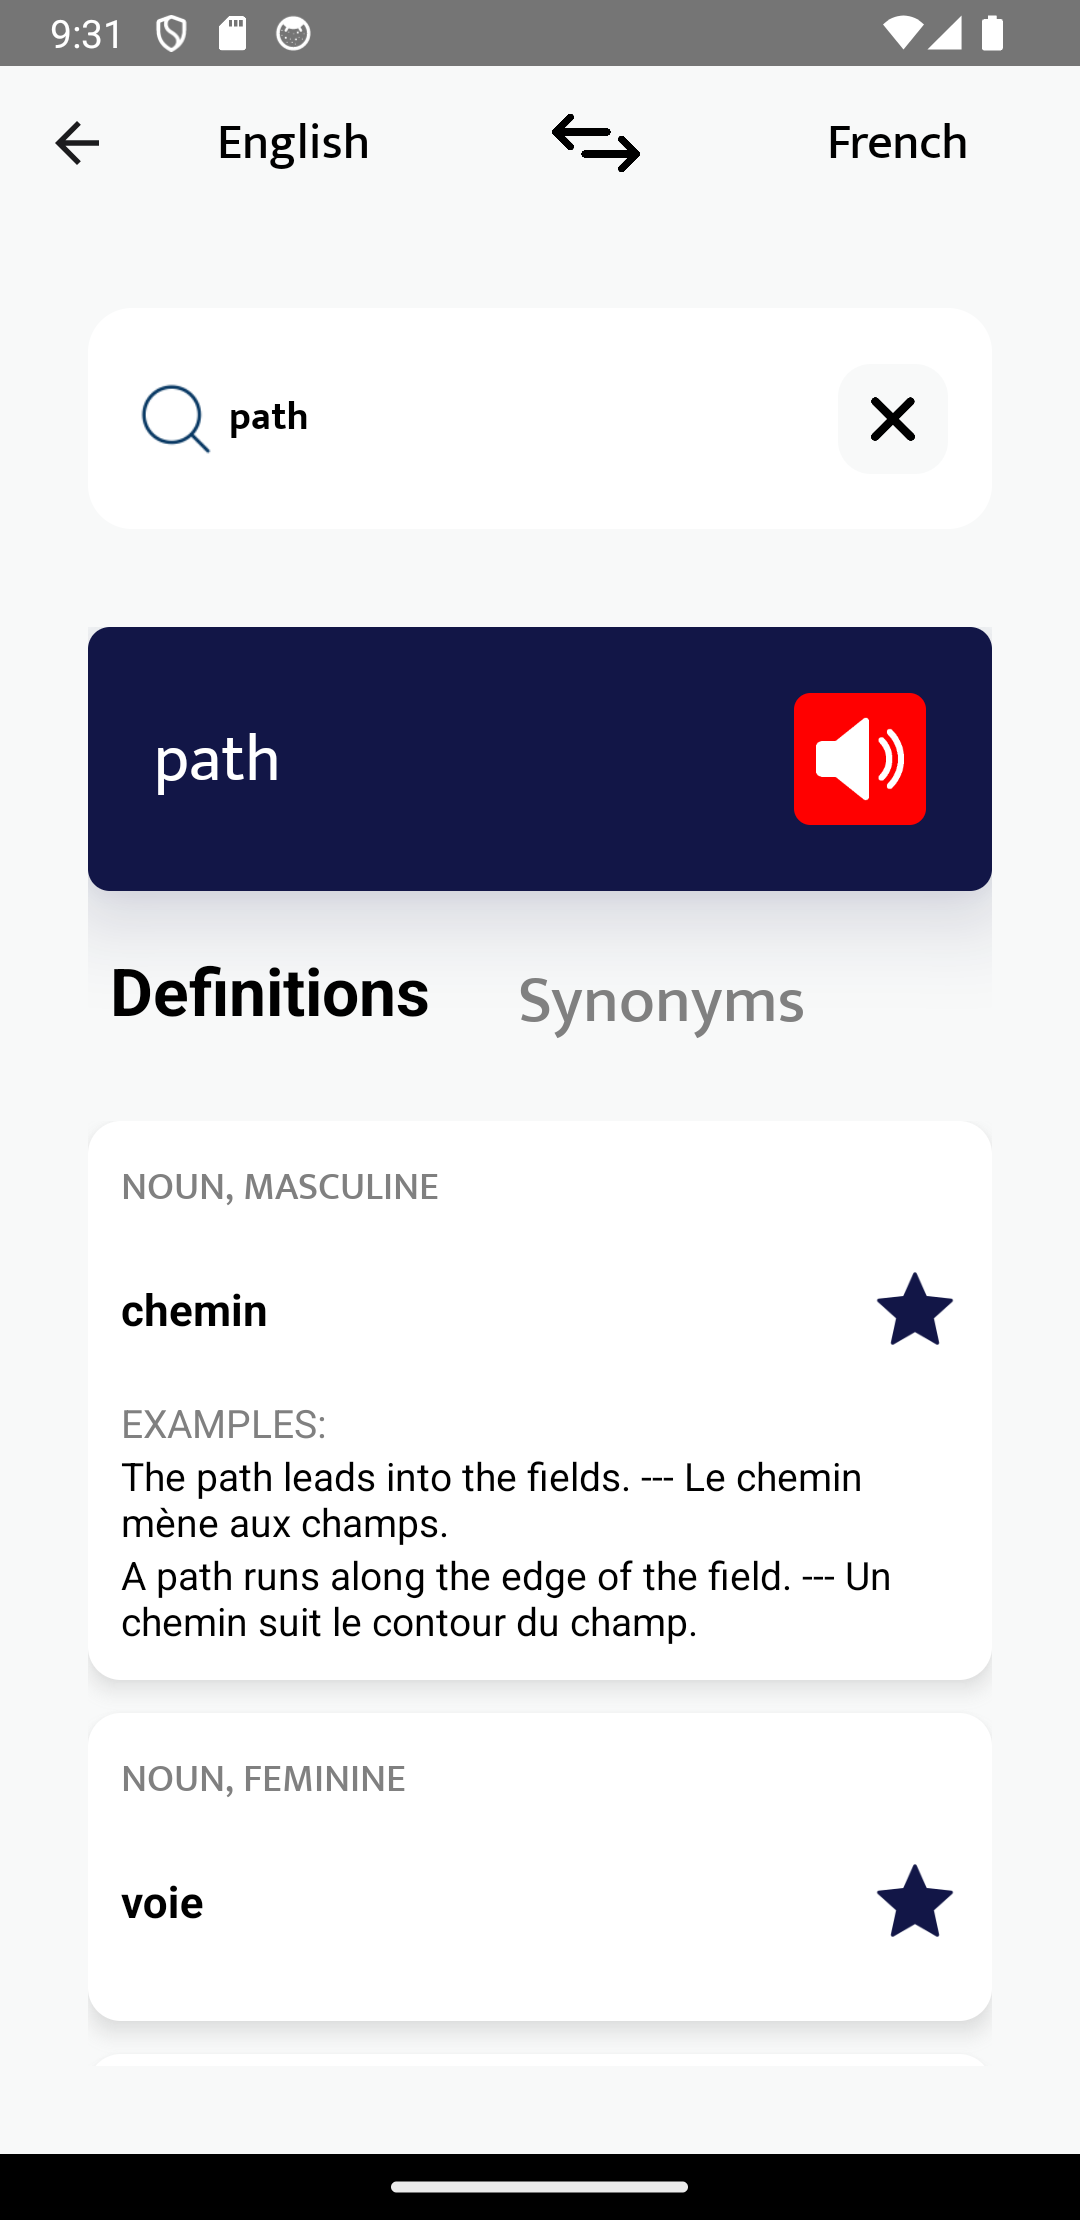 9:31
English
French
path
path
Definitions
Synonyms
NOUN, MASCULINE
chemin
EXAMPLES:
The path leads into the fields. --- Le chemin
mène aux champs.
A path runs along the edge of the field. --- Un
chemin suit le contour du champ.
NOUN, FEMININE
voie